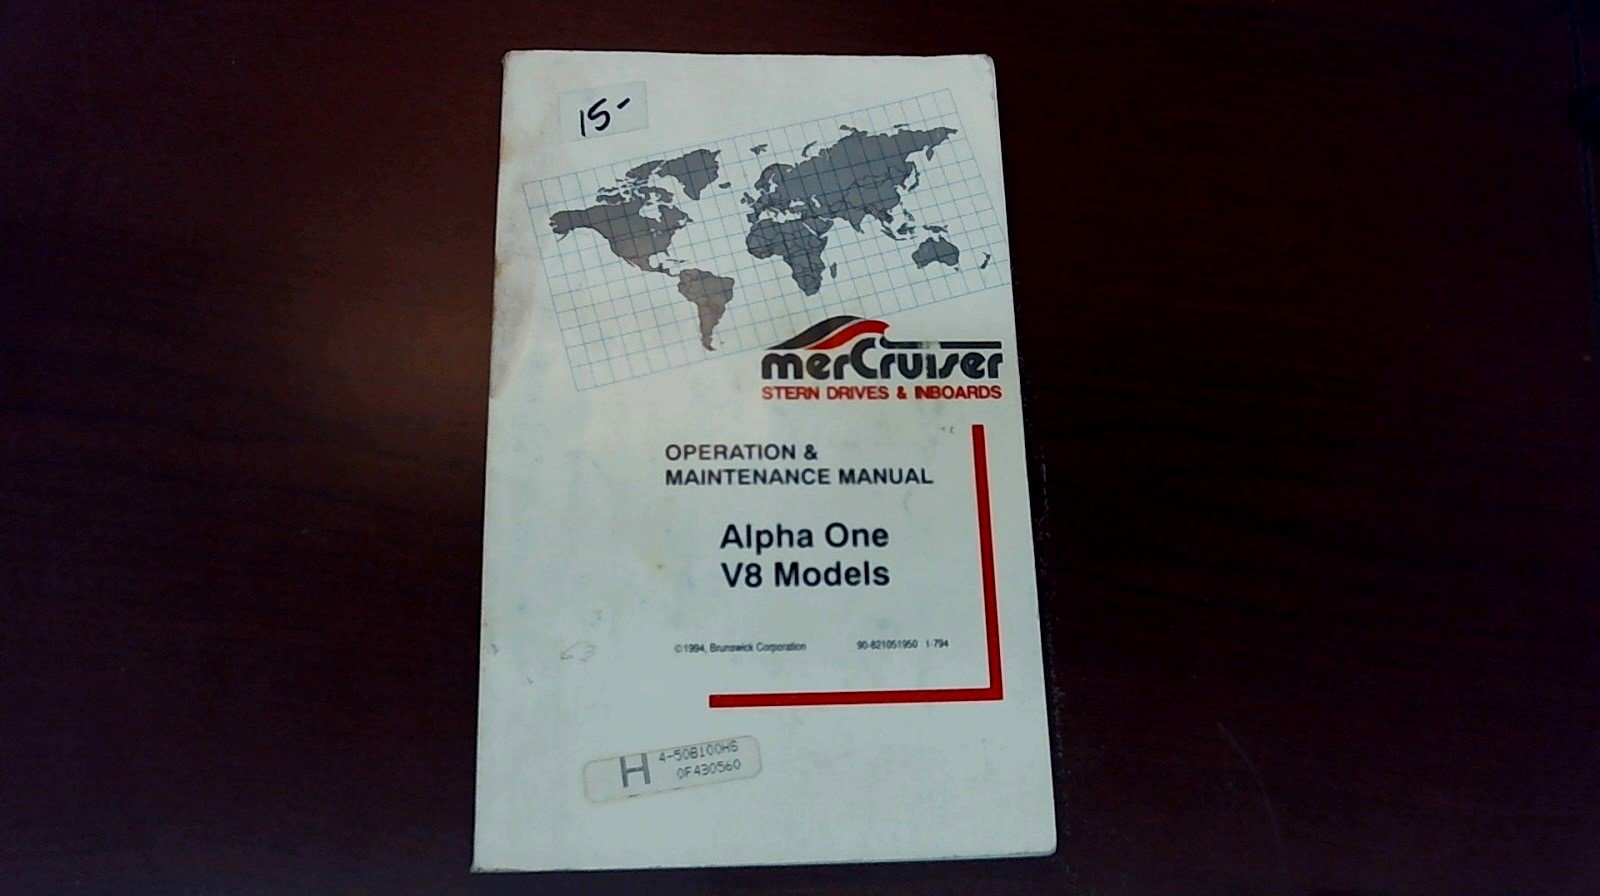 15-
merCruiser
STERN DRIVES & INBOARDS
OPERATION &
MAINTENANCE MANUAL
Alpha One
V8 Models
©1994, Brunswick Corporation 90-821051950 1-794
H 4-50B100HS
0F430560